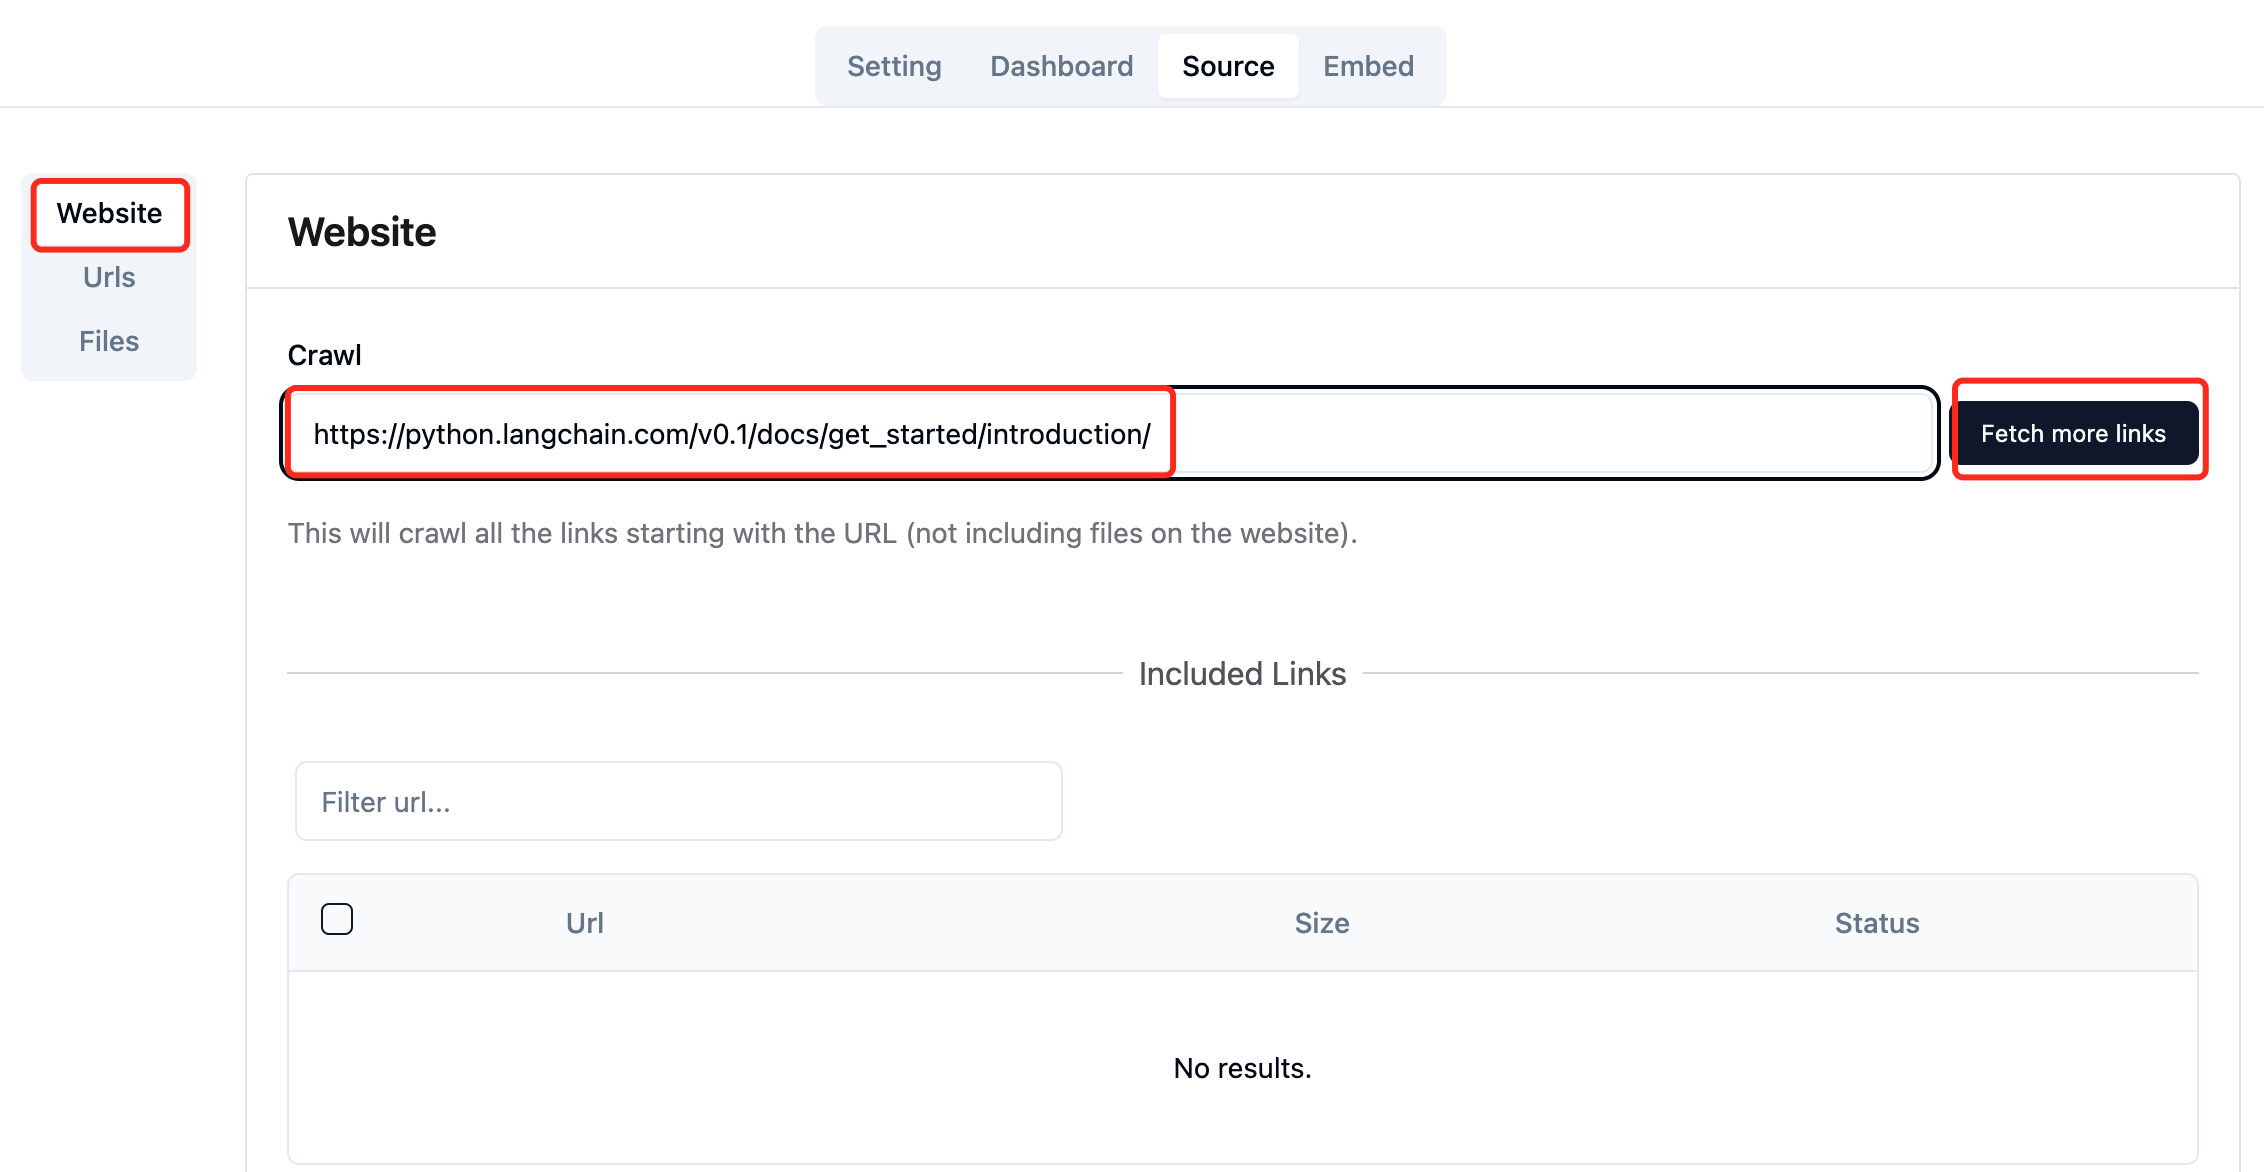 Setting Dashboard Source Embed
Website
Urls
Files
Website
Crawl
https://python.langchain.com/v0.1/docs/get_started/introduction/
Fetch more links
This will crawl all the links starting with the URL (not including files on the website).
Included Links
Filter url...
Url Size Status
No results.